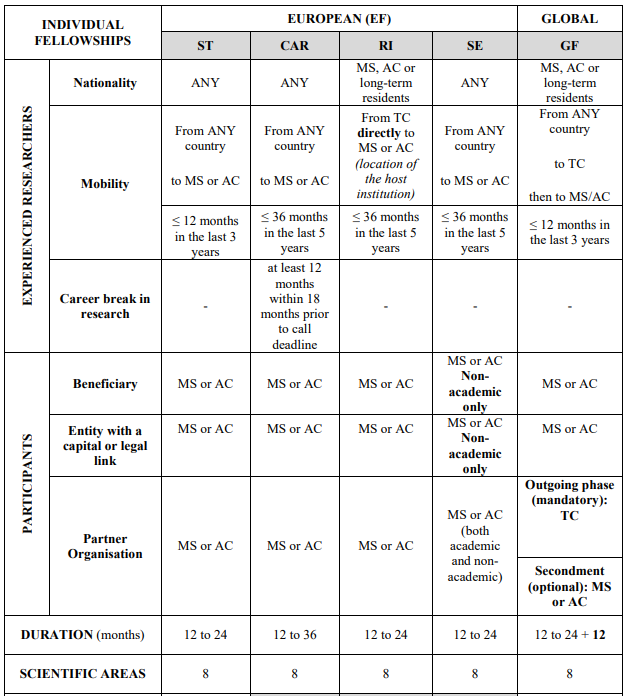 INDIVIDUAL FELLOWSHIPS
EUROPEAN (EF)
GLOBAL
ST
CAR
RI
SE
GF
EXPERIENCED RESEARCHERS
Nationality
ANY
ANY
MS, AC or
long-term
residents
ANY
MS, AC or
long-term
residents
Mobility
From ANY
country
to MS or AC
From ANY
country
to MS or AC
From TC
directly to
MS or AC
(location of
the host
institution)
From ANY
country
to MS or AC
From ANY
country
to TC
then to MS/AC
≤ 12 months
in the last 3
years
≤ 36 months
in the last 5
years
≤ 36 months
in the last 5
years
≤ 36 months
in the last 5
years
≤ 12 months in
the last 3 years
Career break in
research
-
at least 12
months
within 18
months prior
to call
deadline
-
-
-
PARTICIPANTS
Beneficiary
MS or AC
MS or AC
MS or AC
MS or AC
Non-
academic
only
MS or AC
Entity with a
capital or legal
link
MS or AC
MS or AC
MS or AC
MS or AC
Non-
academic
only
MS or AC
Partner
Organisation
MS or AC
MS or AC
MS or AC
MS or AC
(both
academic
and non-
academic)
Outgoing phase
(mandatory):
TC
Secondment
(optional): MS
or AC
DURATION (months)
12 to 24
12 to 36
12 to 24
12 to 24
12 to 24 + 12
SCIENTIFIC AREAS
8
8
8
8
8